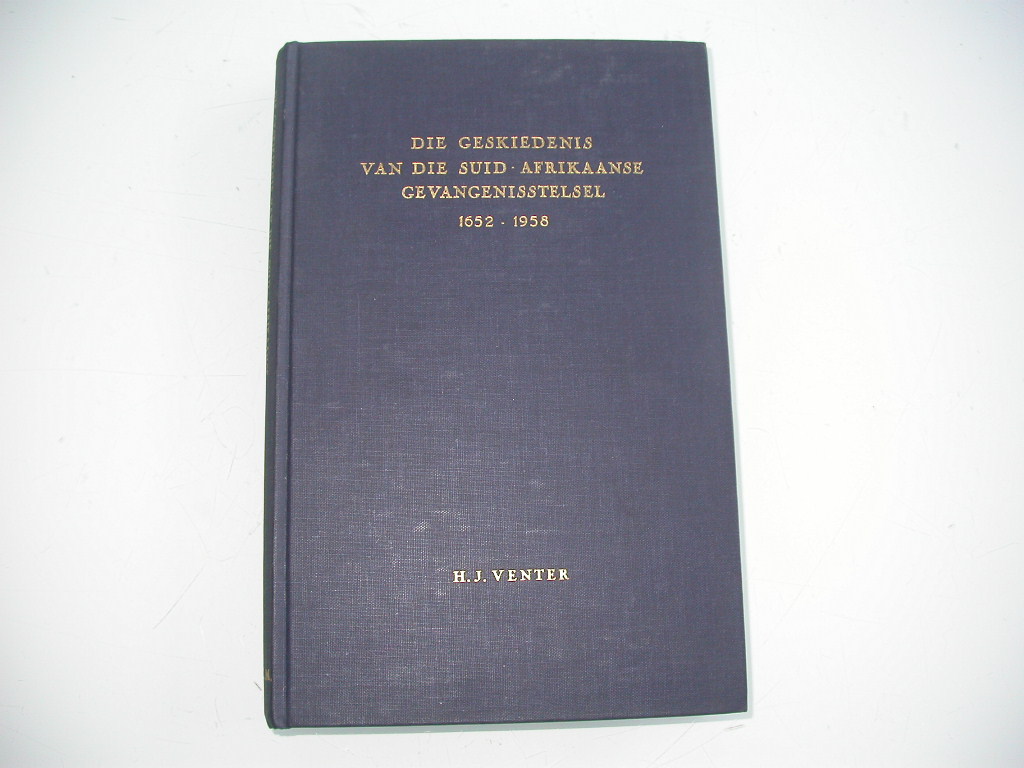 DIE GESKIEDENIS
VAN DIE SUID-AFRIKAANSE
GEVANGENISSTELSEL
1652 - 1958
H. J. VENTER